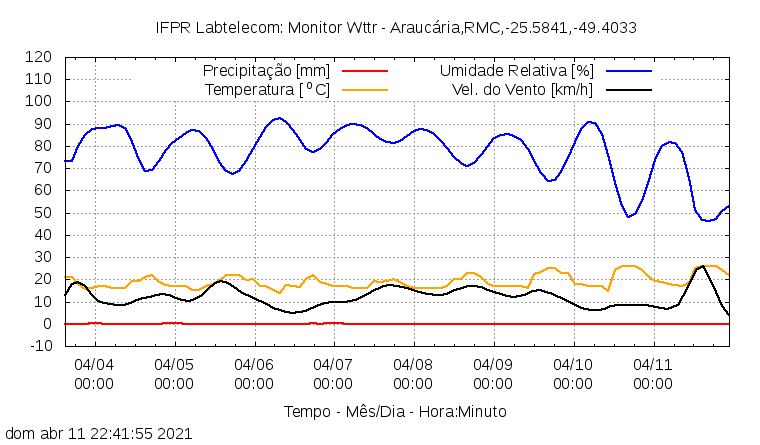 IFPR Labtelecom: Monitor Wttr - Araucária,RMC,-25.5841,-49.4033
Precipitação [mm] Umidade Relativa [%]
Temperatura [⁰C] Vel. do Vento [km/h]
120
110
100
90
80
70
60
50
40
30
20
10
0
-10
04/04 04/05 04/06 04/07 04/08 04/09 04/10 04/11
00:00 00:00 00:00 00:00 00:00 00:00 00:00 00:00
Tempo - Mês/Dia - Hora:Minuto
dom abr 11 22:41:55 2021